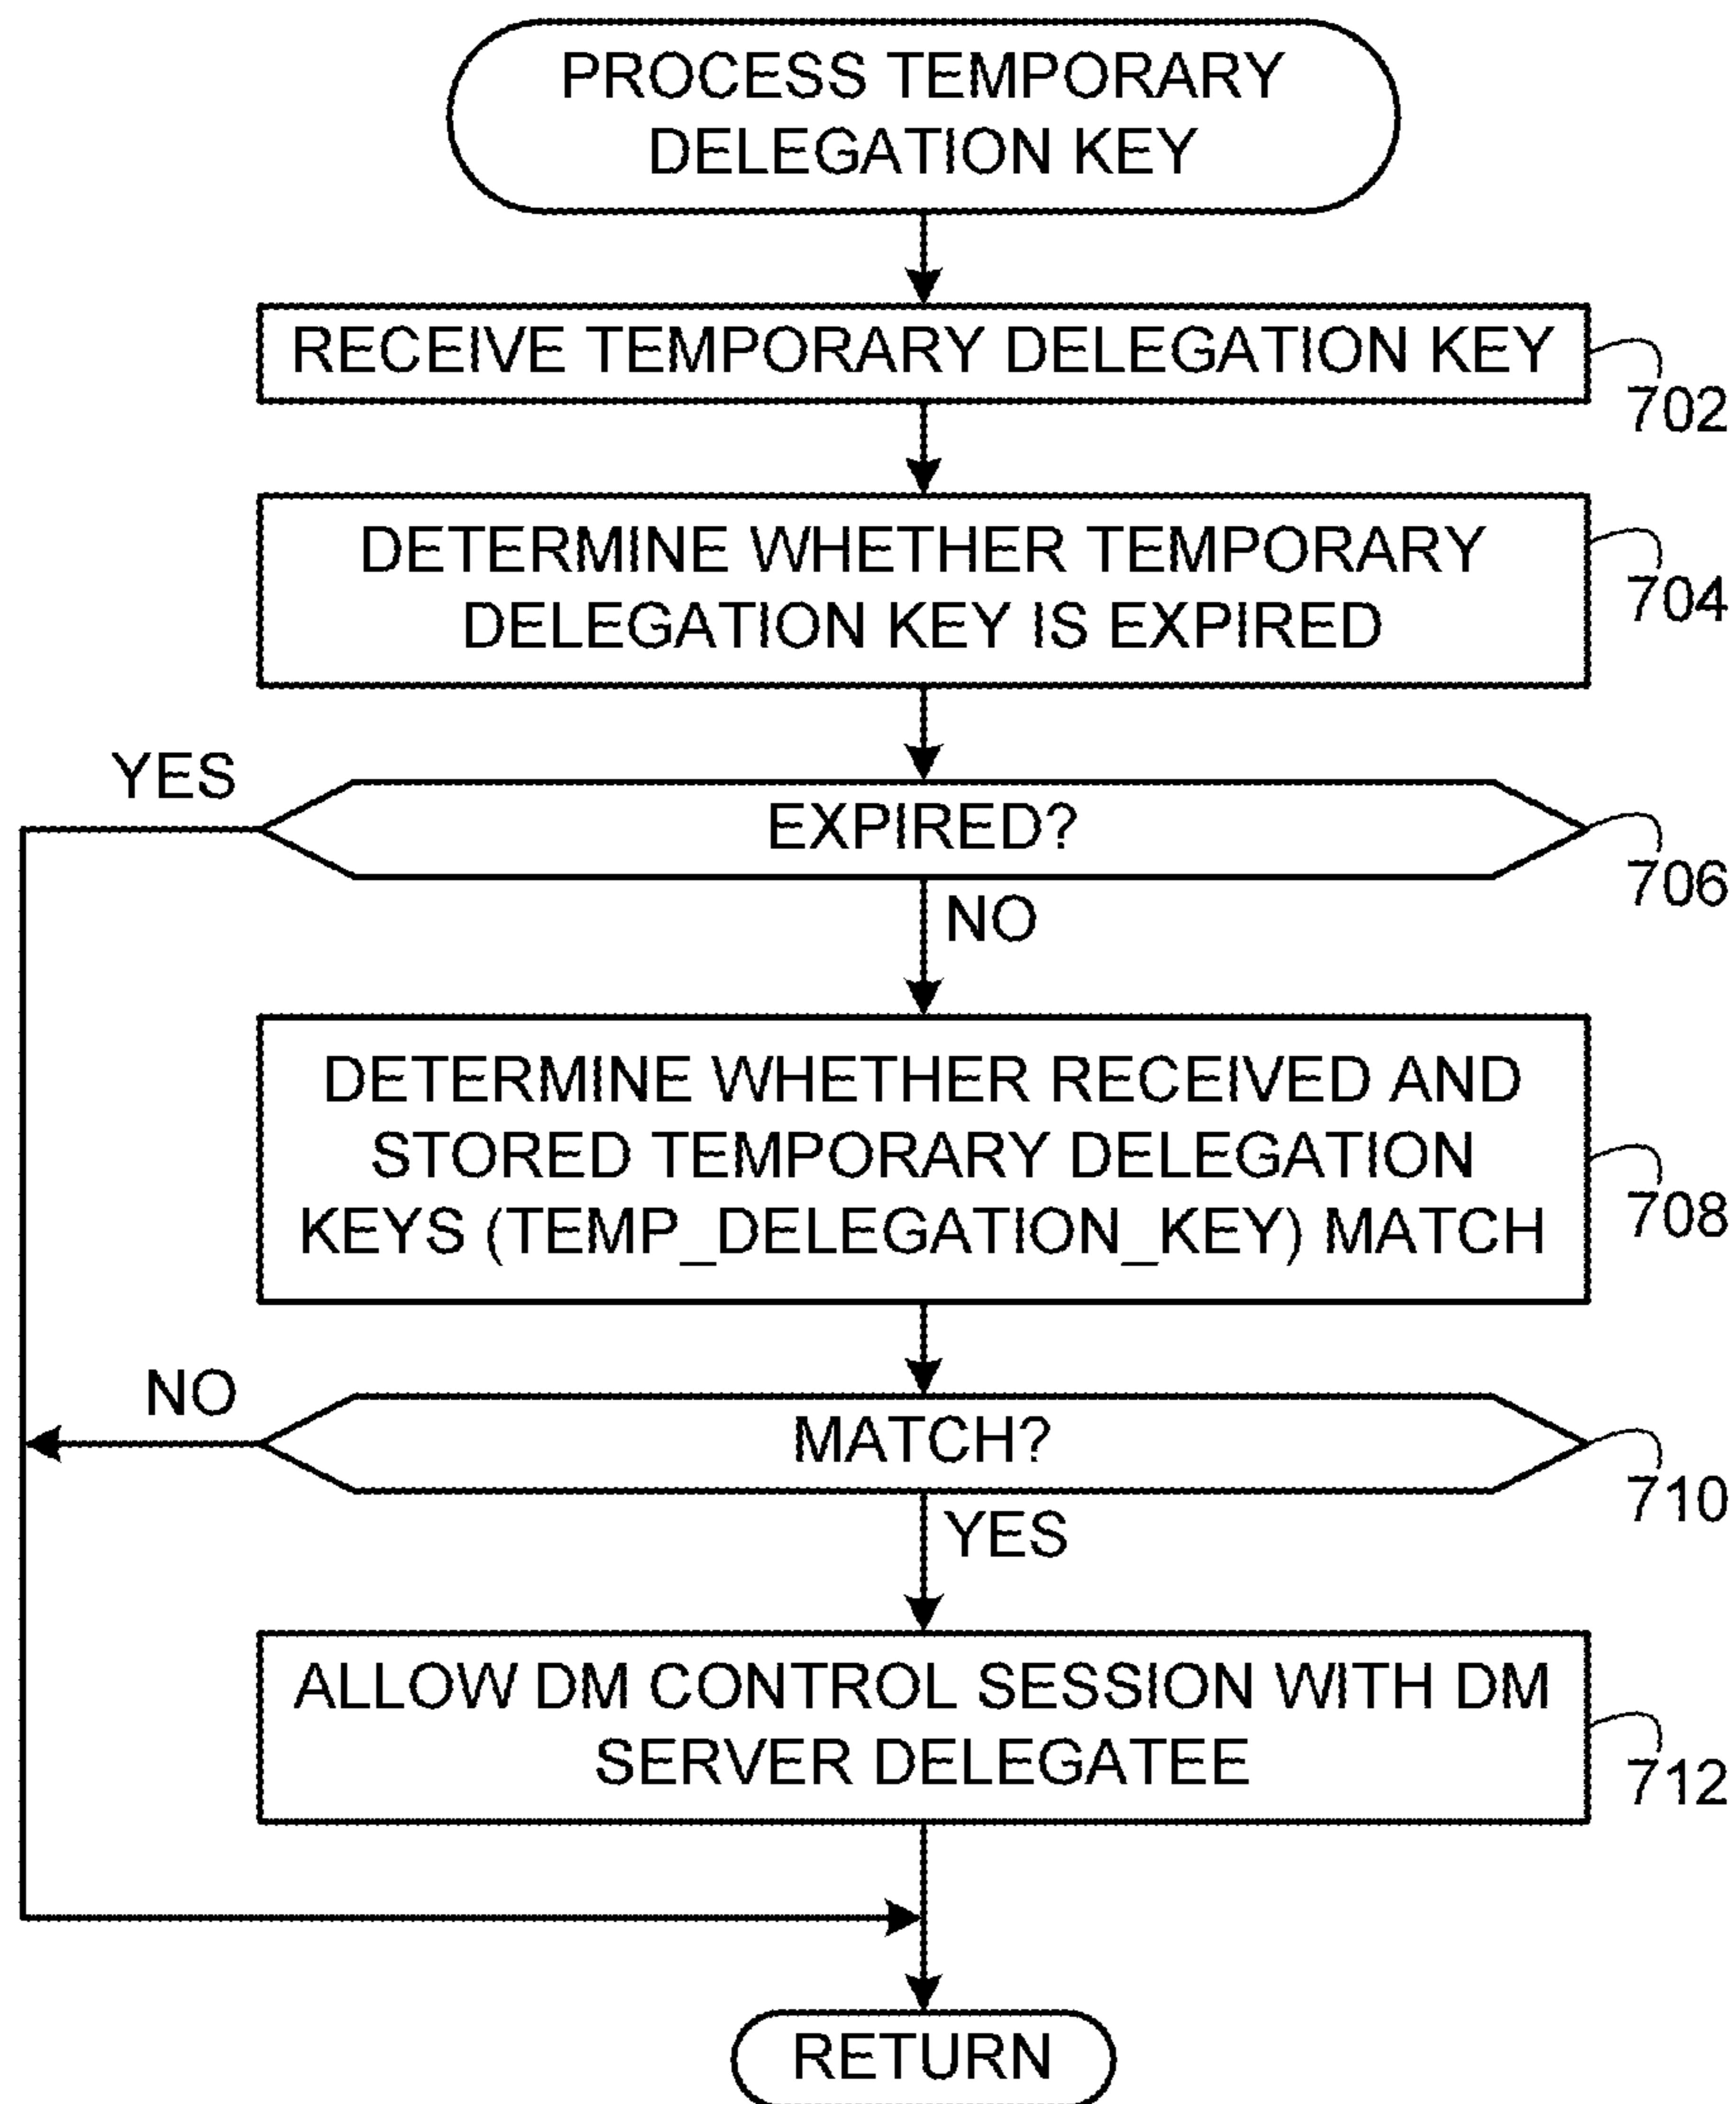 PROCESS TEMPORARY
DELEGATION KEY
RECEIVE TEMPORARY DELEGATION KEY
702
DETERMINE WHETHER TEMPORARY
DELEGATION KEY IS EXPIRED
704
YES
EXPIRED?
706
NO
DETERMINE WHETHER RECEIVED AND
STORED TEMPORARY DELEGATION
KEYS (TEMP_DELEGATION_KEY) MATCH
708
NO
MATCH?
710
YES
ALLOW DM CONTROL SESSION WITH DM
SERVER DELEGATEE
712
RETURN